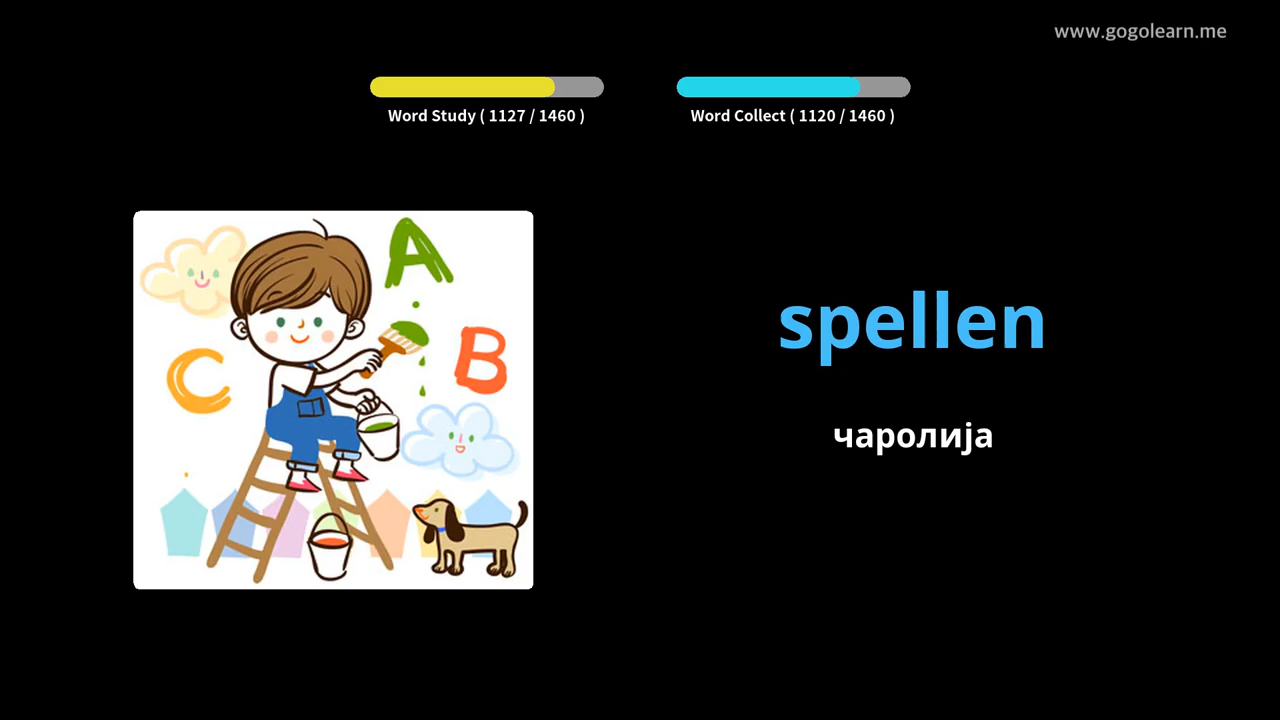 www.gogolearn.me
Word Study ( 1127 / 1460 )
Word Collect ( 1120 / 1460 )
A
B
C
spellen
чаролија